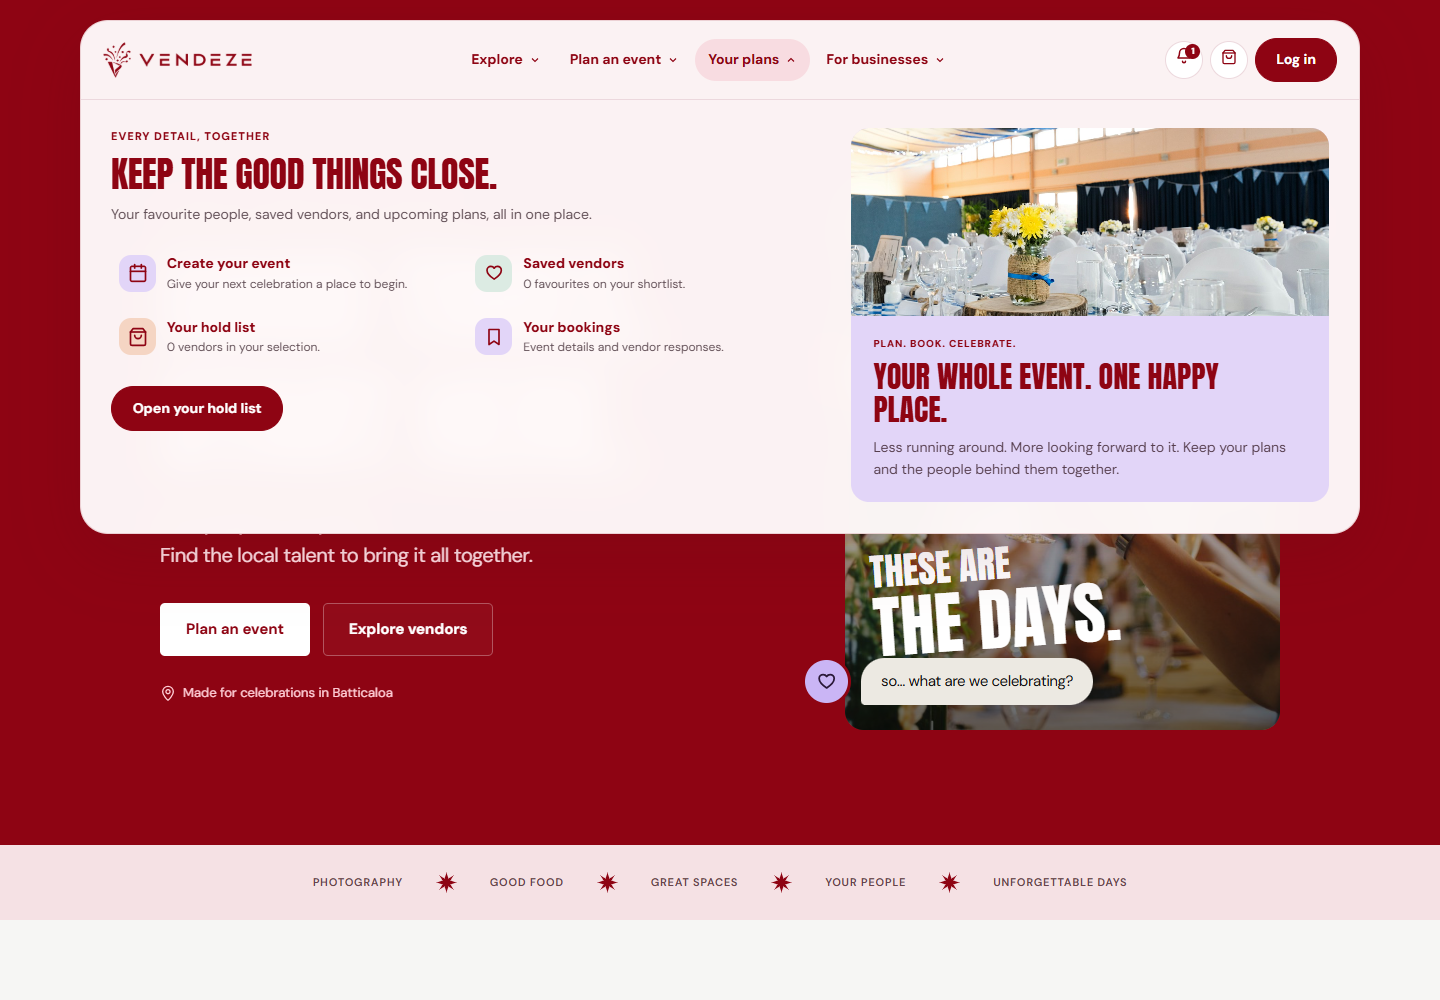 VENDEZE
Explore
Plan an event
Your plans
For businesses
1
Log in
EVERY DETAIL, TOGETHER
KEEP THE GOOD THINGS CLOSE.
Your favourite people, saved vendors, and upcoming plans, all in one place.
Create your event
Give your next celebration a place to begin.
Saved vendors
0 favourites on your shortlist.
Your hold list
0 vendors in your selection.
Your bookings
Event details and vendor responses.
Open your hold list
PLAN. BOOK. CELEBRATE.
YOUR WHOLE EVENT. ONE HAPPY
PLACE.
Less running around. More looking forward to it. Keep your plans
and the people behind them together.
Find the local talent to bring it all together.
Plan an event
Explore vendors
Made for celebrations in Batticaloa
THESE ARE
THE DAYS.
so... what are we celebrating?
PHOTOGRAPHY
GOOD FOOD
GREAT SPACES
YOUR PEOPLE
UNFORGETTABLE DAYS